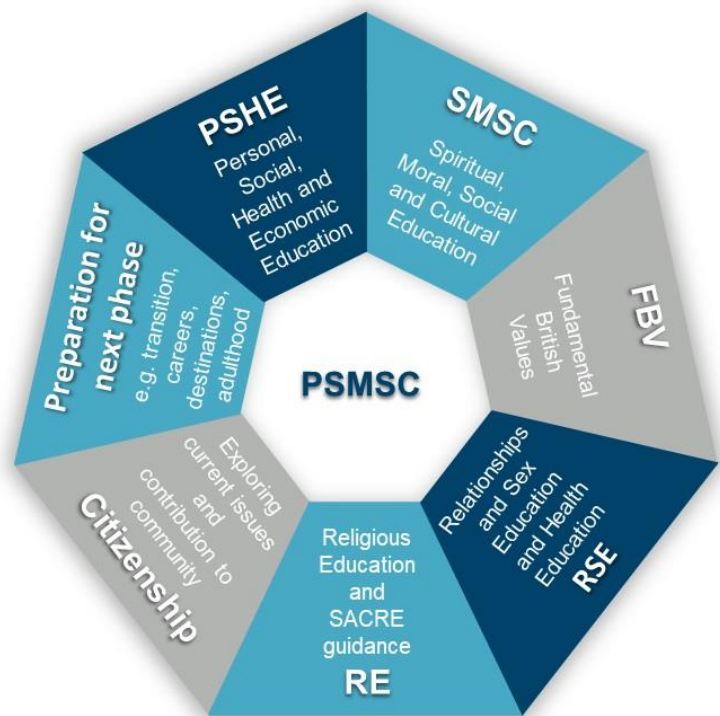 PSHE
Personal,
Social,
Health and
Economic
Education
SMSC
Spiritual,
Moral, Social
and Cultural
Education
FBV
Fundamental
British
Values
Relationships
and Sex
Education
and Health
Education
RSE
Religious
Education
and
SACRE
guidance
RE
Exploring
current issues
and
contribution to
community
Citizenship
Preparation for
next phase
e.g. transition,
careers,
destinations,
adulthood
PSMSC